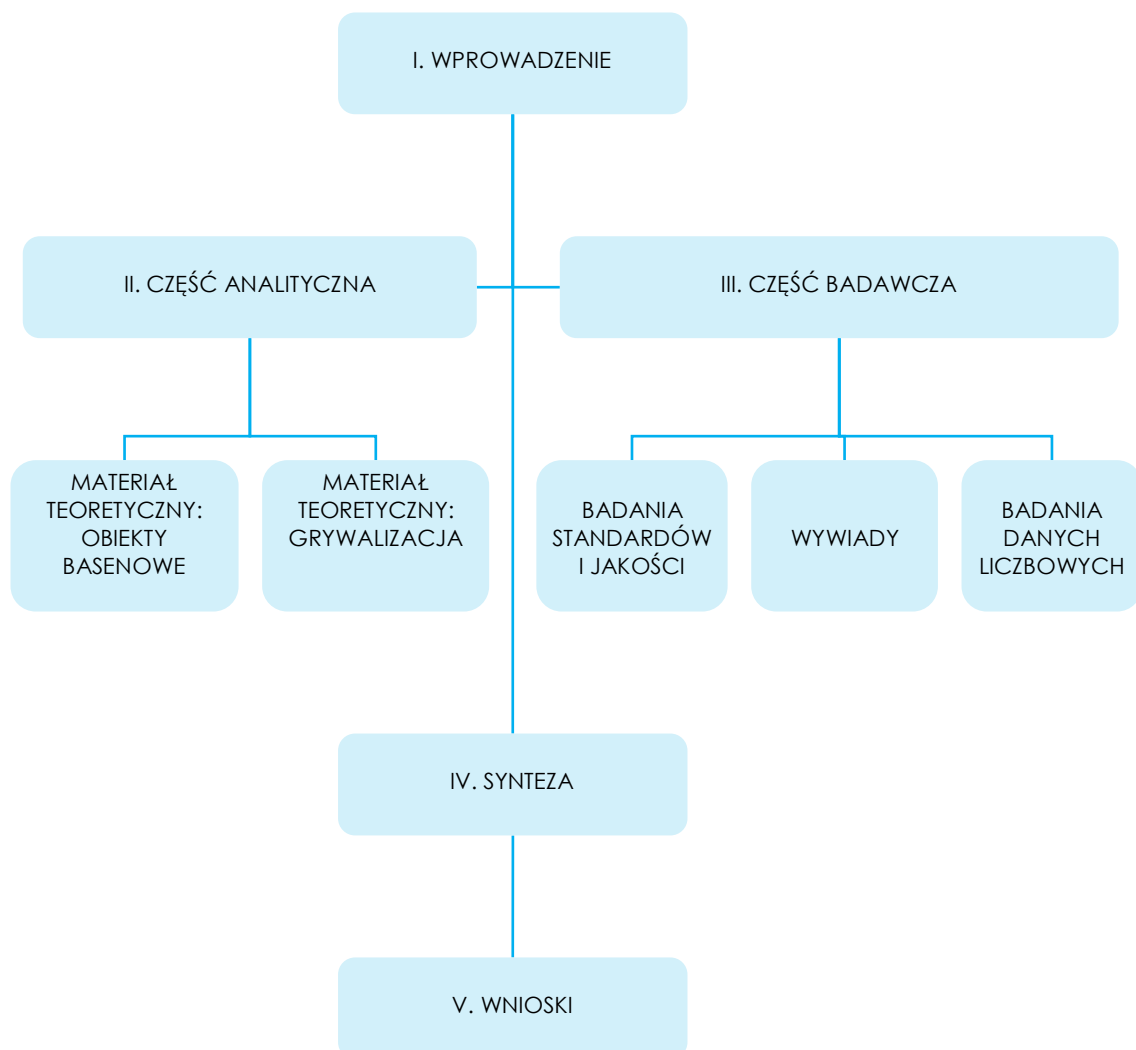 I. WPROWADZENIE
II. CZĘŚĆ ANALITYCZNA
III. CZĘŚĆ BADAWCZA
MATERIAŁ
TEORETYCZNY:
OBIEKTY
BASENOWE
MATERIAŁ
TEORETYCZNY:
GRYWALIZACJA
BADANIA
STANDARDÓW
I JAKOŚCI
WYWIADY
BADANIA
DANYCH
LICZBOWYCH
IV. SYNTEZA
V. WNIOSKI